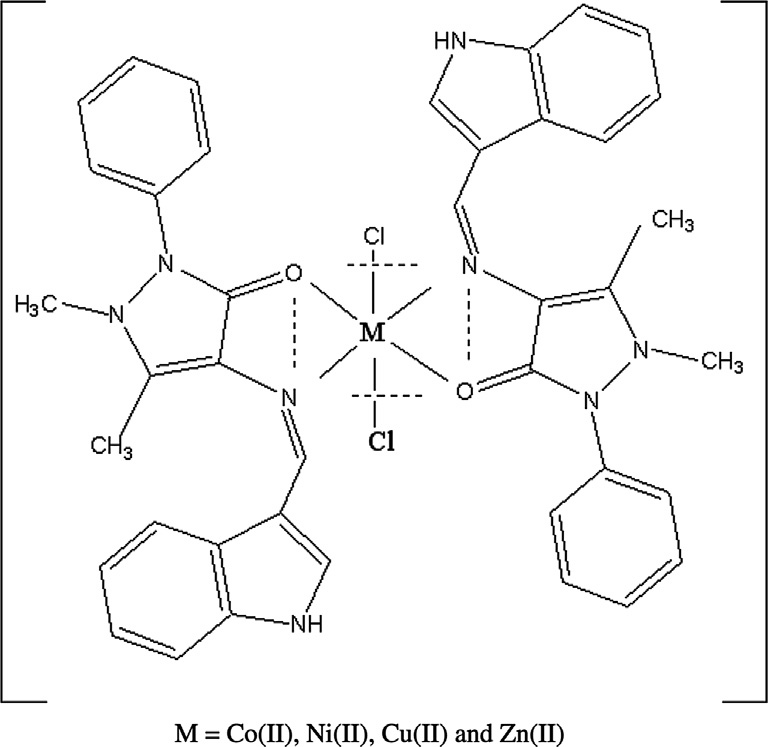 HN
CH₃
Cl
N
N
O
H₃C
N
M
N
CH₃
N
O
N
CH₃
Cl
NH
M = Co(II), Ni(II), Cu(II) and Zn(II)